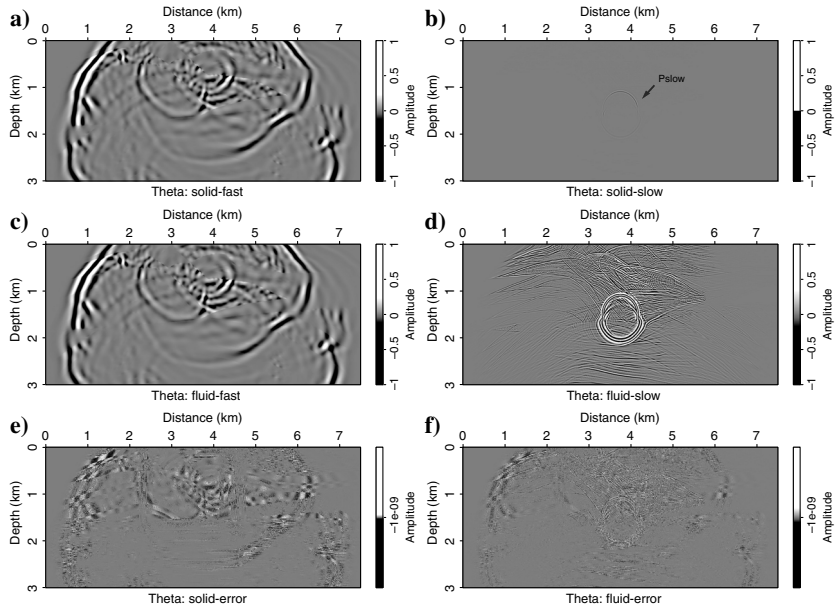 a)
Distance (km)
0 1 2 3 4 5 6 7
Depth (km)
0
1
2
3
1
0.5
0
−0.5
−1
Amplitude
Theta: solid-fast
b)
Distance (km)
0 1 2 3 4 5 6 7
Depth (km)
0
1
2
3
Pslow
1
0.5
0
−0.5
−1
Amplitude
Theta: solid-slow
c)
Distance (km)
0 1 2 3 4 5 6 7
Depth (km)
0
1
2
3
1
0.5
0
−0.5
−1
Amplitude
Theta: fluid-fast
d)
Distance (km)
0 1 2 3 4 5 6 7
Depth (km)
0
1
2
3
1
0.5
0
−0.5
−1
Amplitude
Theta: fluid-slow
e)
Distance (km)
0 1 2 3 4 5 6 7
Depth (km)
0
1
2
3
−1e-09
Amplitude
Theta: solid-error
f)
Distance (km)
0 1 2 3 4 5 6 7
Depth (km)
0
1
2
3
−1e-09
Amplitude
Theta: fluid-error